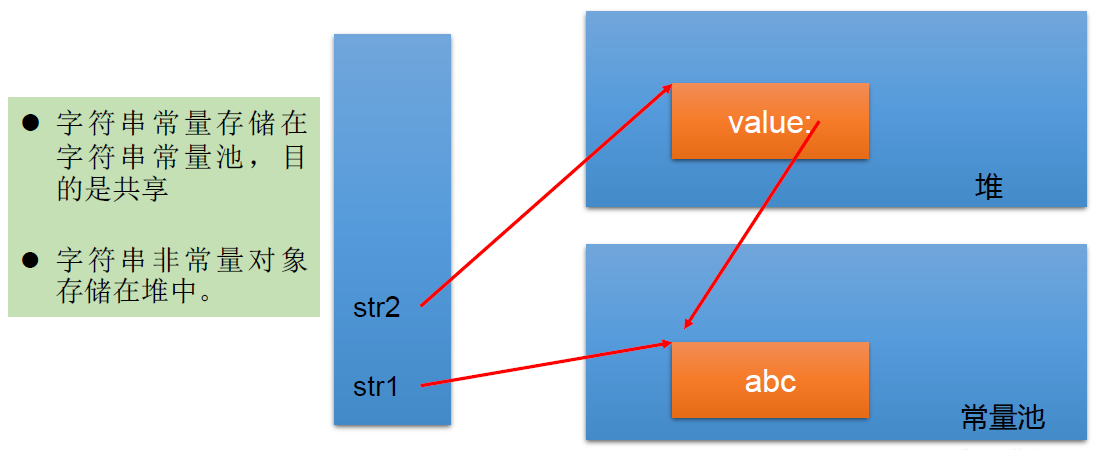 ● 字符串常量存储在
字符串常量池，目
的是共享
● 字符串非常量对象
存储在堆中。
str2
str1
value:
堆
abc
常量池